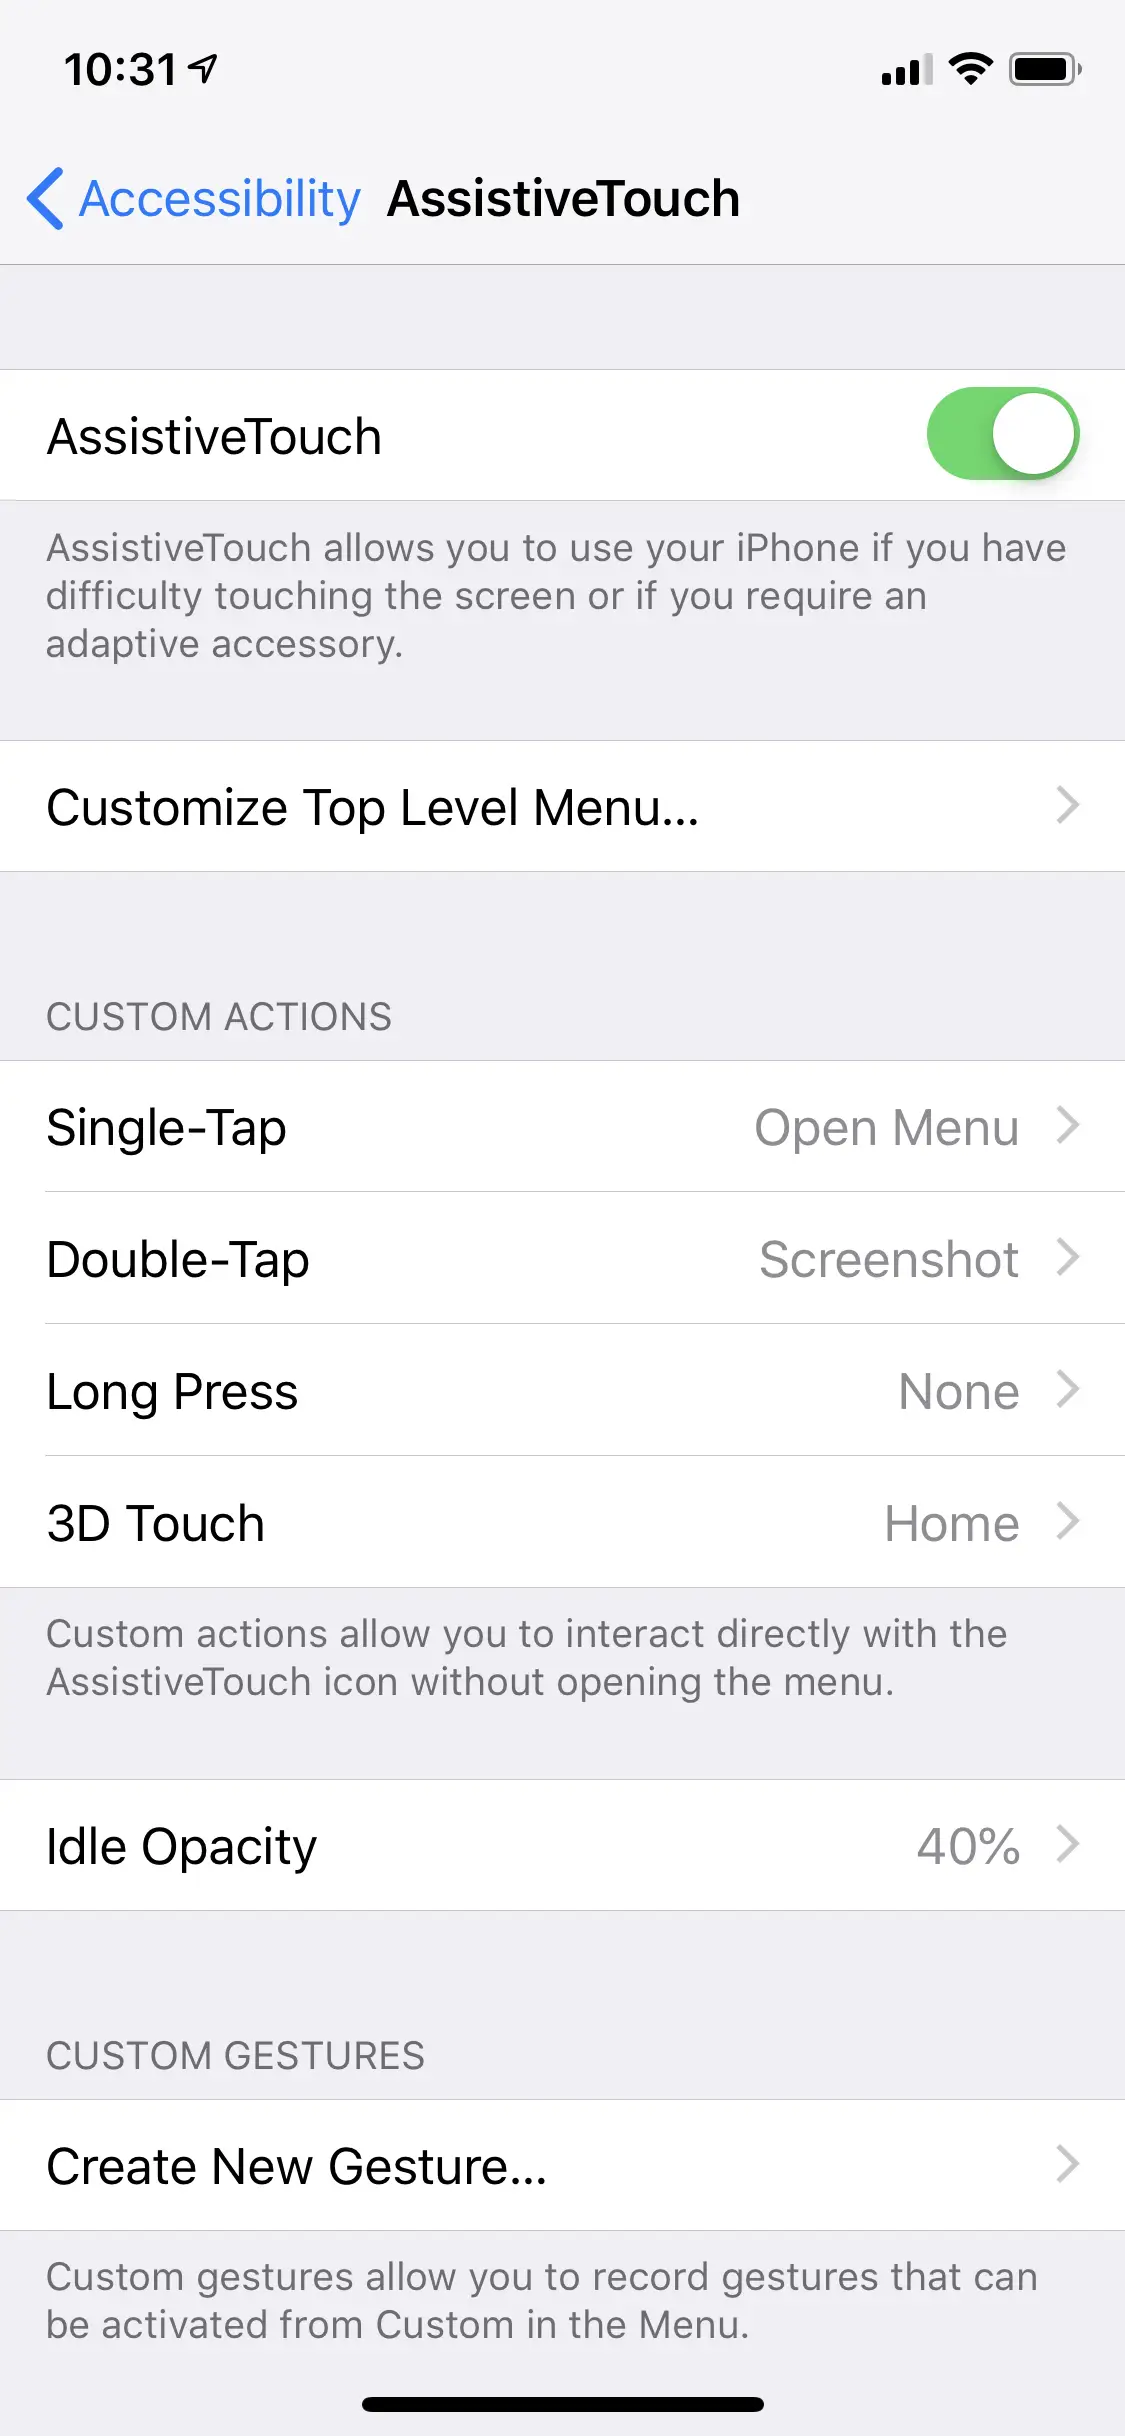 10:31
Accessibility AssistiveTouch
AssistiveTouch
AssistiveTouch allows you to use your iPhone if you have
difficulty touching the screen or if you require an
adaptive accessory.
Customize Top Level Menu...
CUSTOM ACTIONS
Single-Tap Open Menu
Double-Tap Screenshot
Long Press None
3D Touch Home
Custom actions allow you to interact directly with the
AssistiveTouch icon without opening the menu.
Idle Opacity 40%
CUSTOM GESTURES
Create New Gesture...
Custom gestures allow you to record gestures that can
be activated from Custom in the Menu.